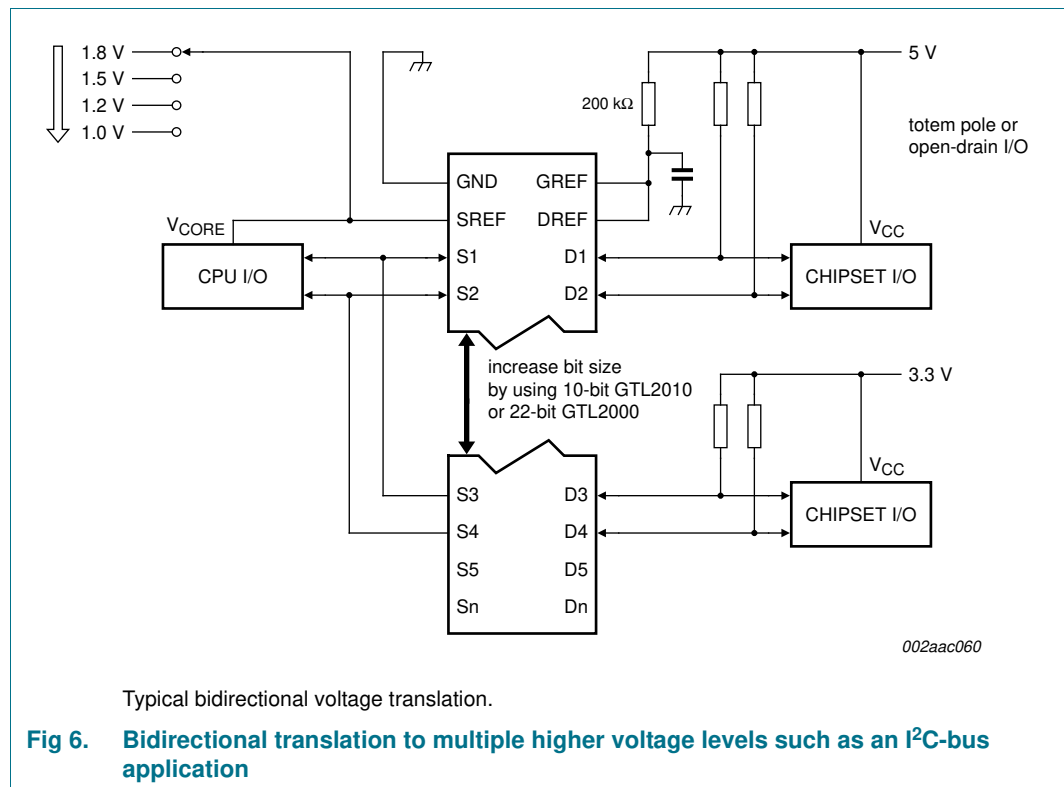 1.8 V
1.5 V
1.2 V
1.0 V
5 V
200 kΩ
totem pole or
open-drain I/O
GND
GREF
SREF
DREF
VCORE
VCC
S1
D1
CPU I/O
CHIPSET I/O
S2
D2
increase bit size
by using 10-bit GTL2010
or 22-bit GTL2000
3.3 V
VCC
S3
D3
CHIPSET I/O
S4
D4
S5
D5
Sn
Dn
002aac060
Typical bidirectional voltage translation.
Fig 6. Bidirectional translation to multiple higher voltage levels such as an I²C-bus
application